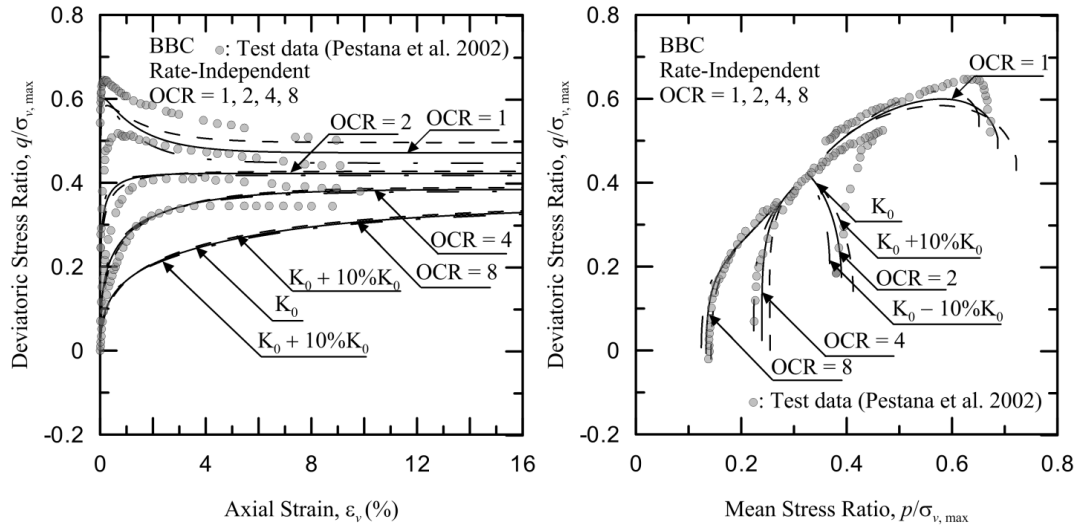 BBC
: Test data (Pestana et al. 2002)
Rate-Independent
OCR = 1, 2, 4, 8
OCR = 2
OCR = 1
OCR = 4
OCR = 8
K₀ + 10%K₀
K₀
K₀ + 10%K₀
0.8
0.6
0.4
0.2
0
-0.2
0
4
8
12
16
Deviatoric Stress Ratio, q/σv, max
Axial Strain, εv (%)
BBC
Rate-Independent
OCR = 1, 2, 4, 8
OCR = 1
K₀
K₀ +10%K₀
OCR = 2
K₀ − 10%K₀
OCR = 4
OCR = 8
: Test data (Pestana et al. 2002)
0.8
0.6
0.4
0.2
0
-0.2
0
0.2
0.4
0.6
0.8
Deviatoric Stress Ratio, q/σv, max
Mean Stress Ratio, p/σv, max